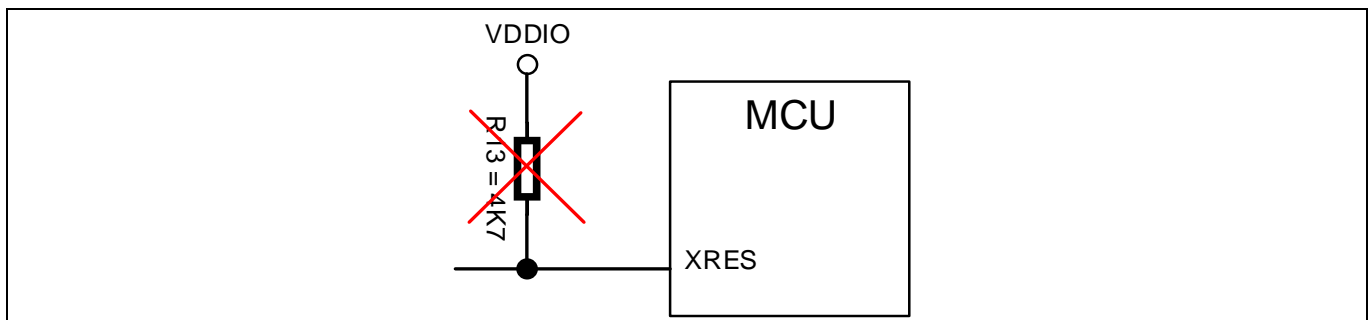 VDDIO
MCU
R13 = 4K7
XRES